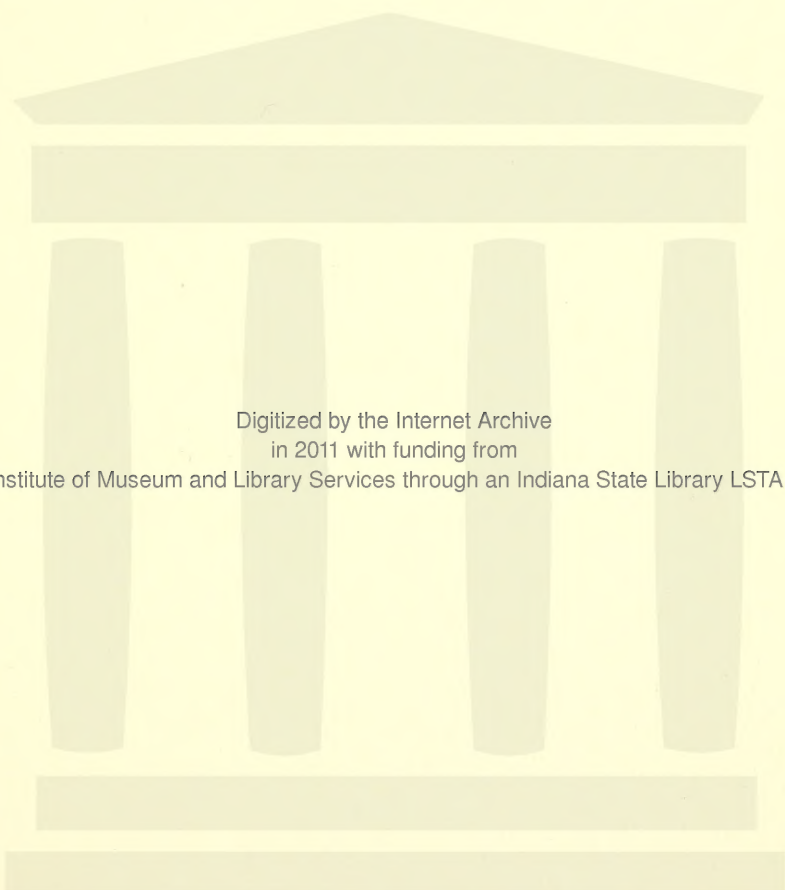 Digitized by the Internet Archive
in 2011 with funding from
nstitute of Museum and Library Services through an Indiana State Library LSTA